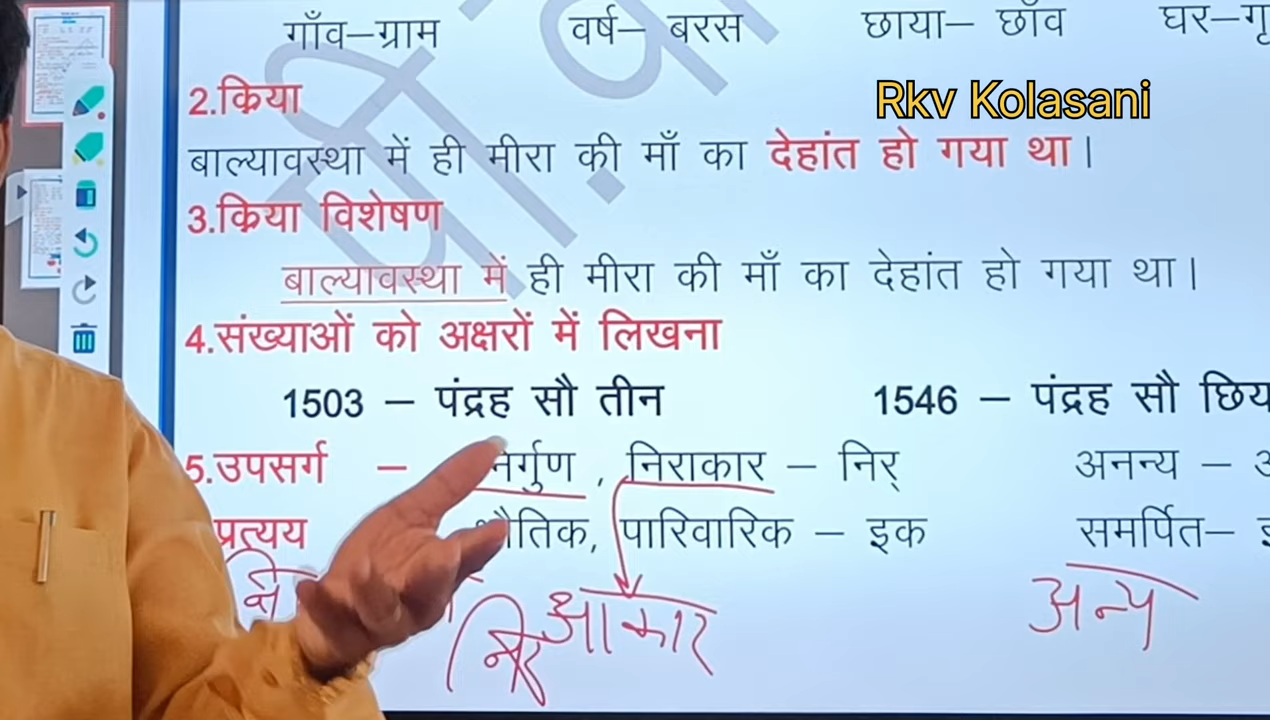 गाँव–ग्राम वर्ष– बरस छाया– छाँव
Rkv Kolasani
2.क्रिया
बाल्यावस्था में ही मीरा की माँ का देहांत हो गया था।
3.क्रिया विशेषण
बाल्यावस्था में ही मीरा की माँ का देहांत हो गया था।
4.संख्याओं को अक्षरों में लिखना
1503 – पंद्रह सौ तीन 1546 – पंद्रह सौ
5.उपसर्ग – निर्गुण , निराकार – निर् अनन्य –
प्रत्यय पारिवारिक – इक समर्पित–
निर आकार अन्य